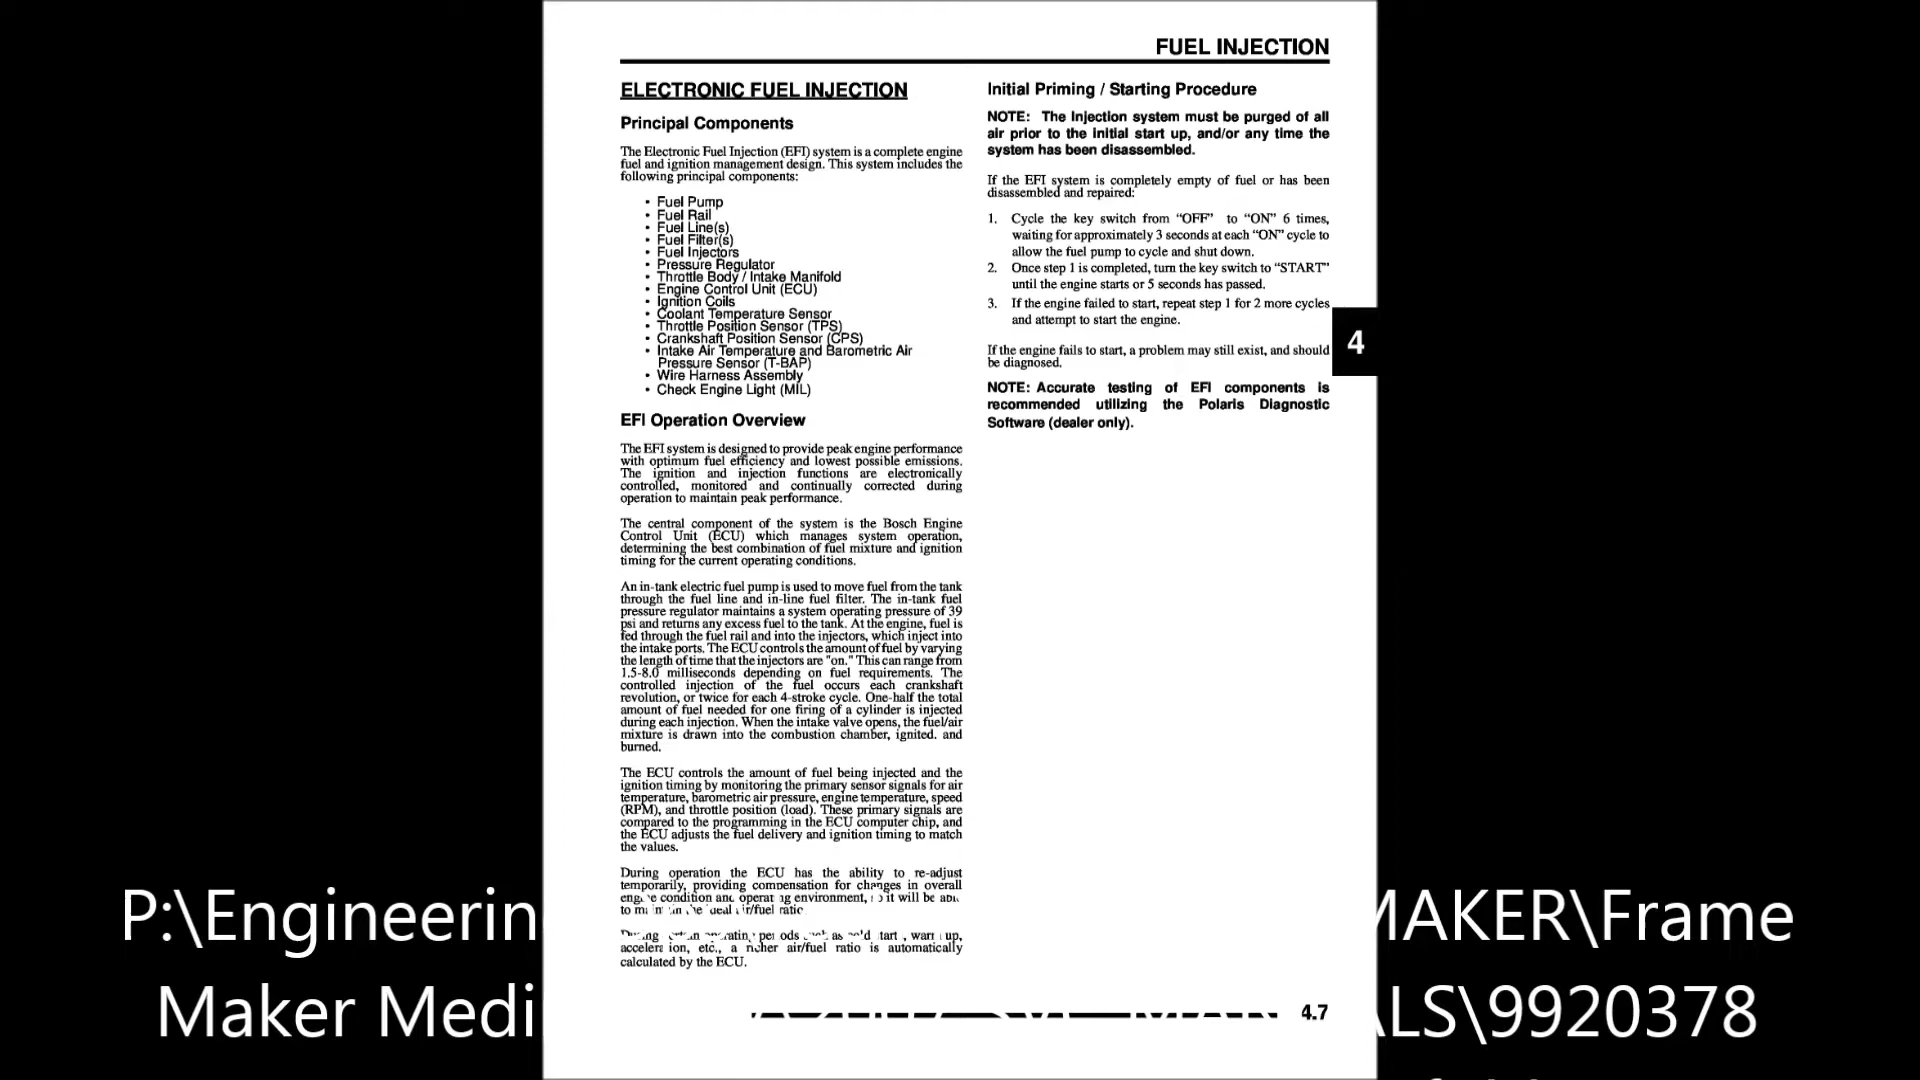 FUEL INJECTION
ELECTRONIC FUEL INJECTION
Principal Components
The Electronic Fuel Injection (EFI) system is a complete engine
fuel and ignition management design. This system includes the
following principal components:
• Fuel Pump
• Fuel Rail
• Fuel Line(s)
• Fuel Filter(s)
• Fuel Injectors
• Pressure Regulator
• Throttle Body / Intake Manifold
• Engine Control Unit (ECU)
• Ignition Coils
• Coolant Temperature Sensor
• Throttle Position Sensor (TPS)
• Crankshaft Position Sensor (CPS)
• Intake Air Temperature and Barometric Air
Pressure Sensor (T-BAP)
• Wire Harness Assembly
• Check Engine Light (MIL)
EFI Operation Overview
The EFI system is designed to provide peak engine performance
with optimum fuel efficiency and lowest possible emissions.
The ignition and injection functions are electronically
controlled, monitored and continually corrected during
operation to maintain peak performance.
The central component of the system is the Bosch Engine
Control Unit (ECU) which manages system operation,
determining the best combination of fuel mixture and ignition
timing for the current operating conditions.
An in-tank electric fuel pump is used to move fuel from the tank
through the fuel line and in-line fuel filter. The in-tank fuel
pressure regulator maintains a system operating pressure of 39
psi and returns any excess fuel to the tank. At the engine, fuel is
fed through the fuel rail and into the injectors, which inject into
the intake ports. The ECU controls the amount of fuel by varying
the length of time that the injectors are "on." This can range from
1.5-8.0 milliseconds depending on fuel requirements. The
controlled injection of the fuel occurs each crankshaft
revolution, or twice for each 4-stroke cycle. One-half the total
amount of fuel needed for one firing of a cylinder is injected
during each injection. When the intake valve opens, the fuel/air
mixture is drawn into the combustion chamber, ignited. and
burned.
The ECU controls the amount of fuel being injected and the
ignition timing by monitoring the primary sensor signals for air
temperature, barometric air pressure, engine temperature, speed
(RPM), and throttle position (load). These primary signals are
compared to the programming in the ECU computer chip, and
the ECU adjusts the fuel delivery and ignition timing to match
the values.
During operation the ECU has the ability to re-adjust
temporarily, providing compensation for changes in overall
condition environment, it will be
to
as up,
etc., a richer air/fuel ratio is automatically
calculated by the ECU.
Initial Priming / Starting Procedure
NOTE: The Injection system must be purged of all
air prior to the initial start up, and/or any time the
system has been disassembled.
If the EFI system is completely empty of fuel or has been
disassembled and repaired:
1. Cycle the key switch from “OFF” to “ON” 6 times,
waiting for approximately 3 seconds at each “ON” cycle to
allow the fuel pump to cycle and shut down.
2. Once step 1 is completed, turn the key switch to “START”
until the engine starts or 5 seconds has passed.
3. If the engine failed to start, repeat step 1 for 2 more cycles
and attempt to start the engine.
If the engine fails to start, a problem may still exist, and should
be diagnosed.
NOTE: Accurate testing of EFI components is
recommended utilizing the Polaris Diagnostic
Software (dealer only).
4
4.7
P:\Engineerin MAKER\Frame
Maker Medi ALS\9920378